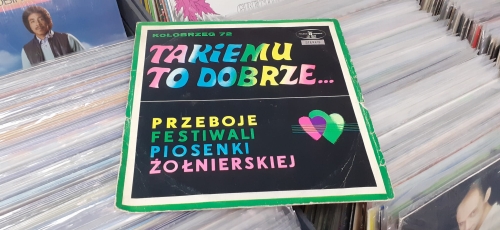 KOŁOBRZEG 72
TAKIEMU
TO DOBRZE...
PRZEBOJE
FESTIWALI
PIOSENKI
ŻOŁNIERSKIEJ